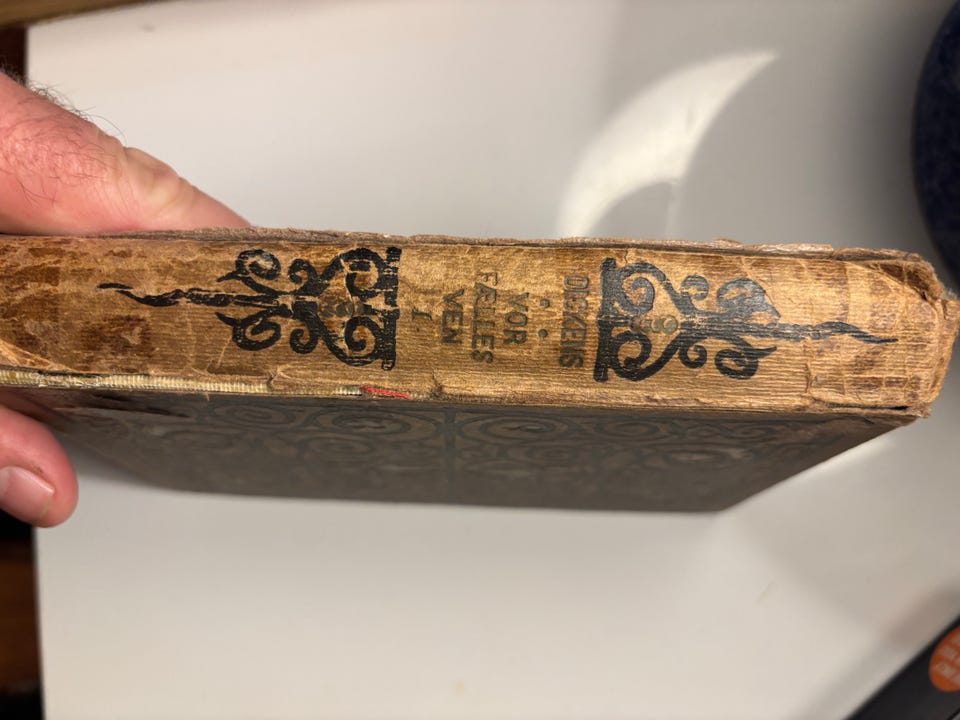 DICKENS
VOR
FÆLLES
VEN
I.